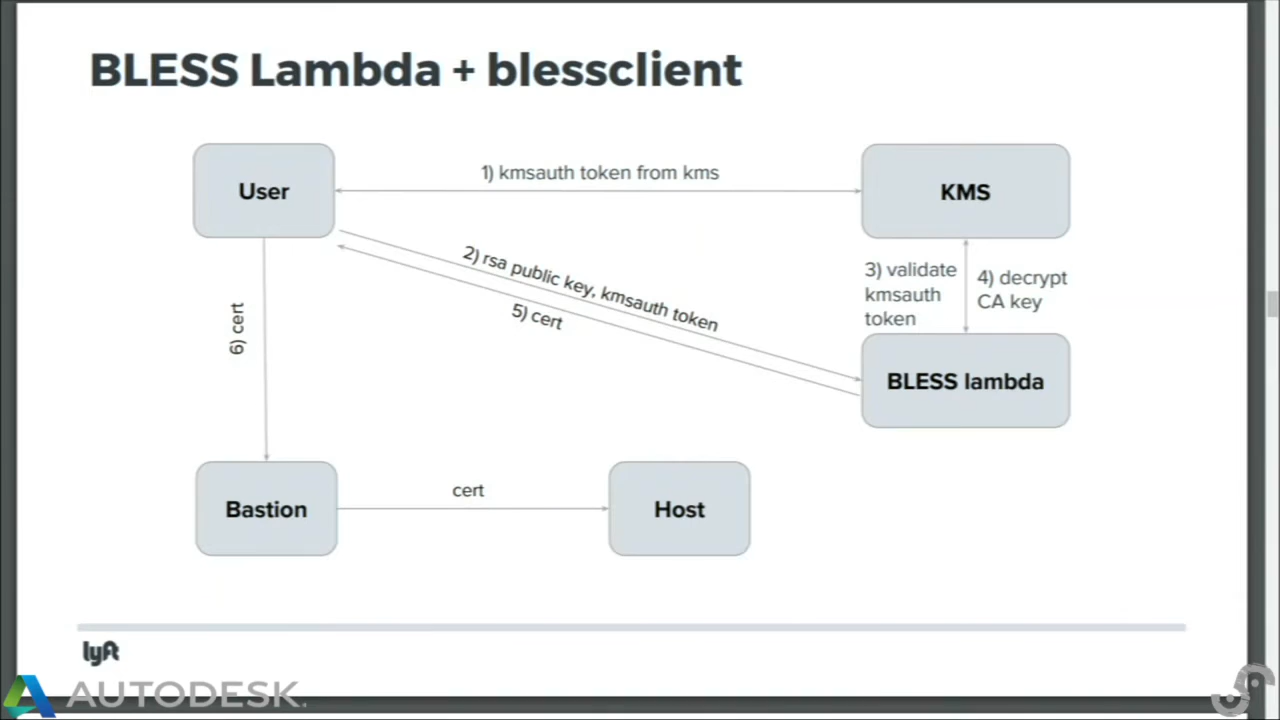 BLESS Lambda + blessclient
User
1) kmsauth token from kms
KMS
2) rsa public key, kmsauth token
5) cert
3) validate
kmsauth
token
4) decrypt
CA key
6) cert
BLESS lambda
Bastion
cert
Host
lyft
AUTODESK.